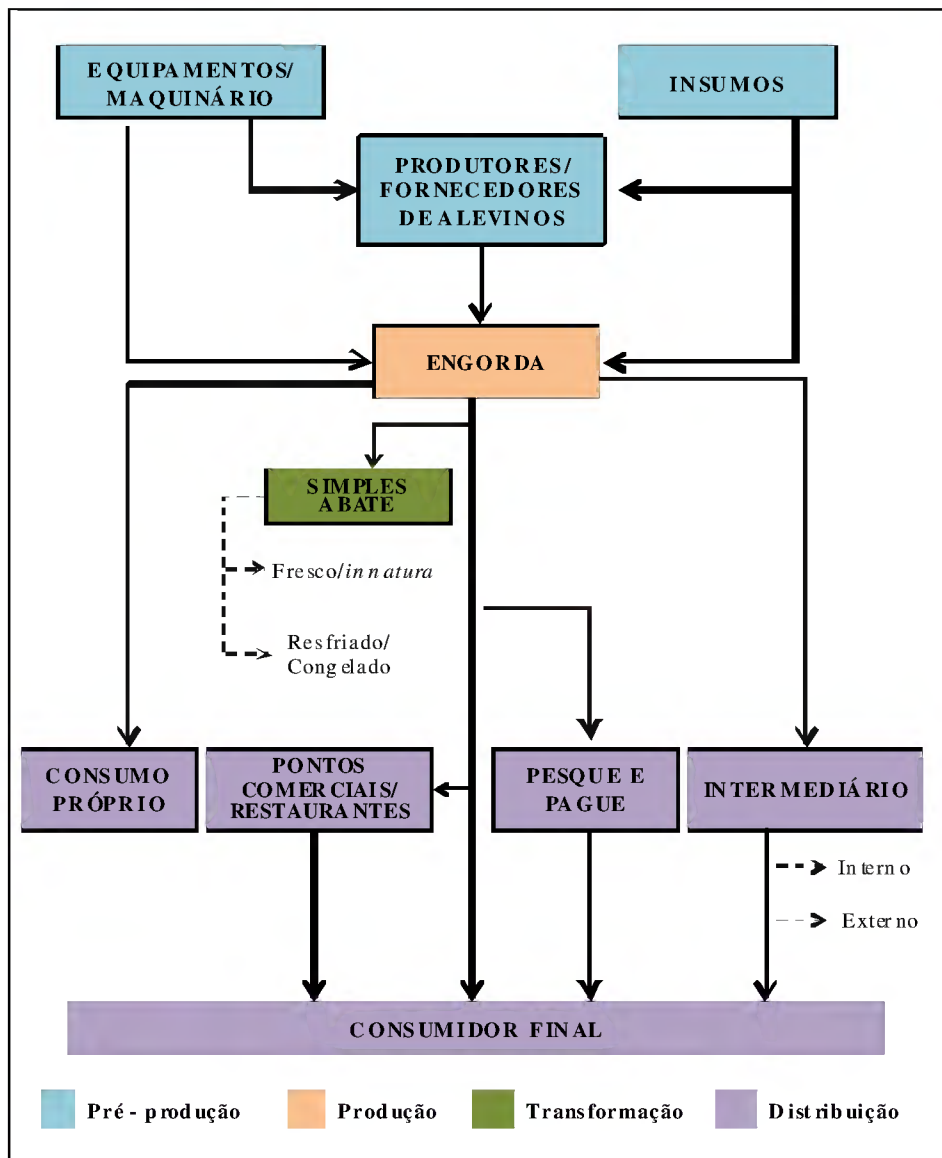 EQUIPAMENTOS/
MAQUINÁRIO
INSUMOS
PRODUTORES/
FORNECEDORES
DE ALEVINOS
ENGORDA
SIMPLES
ABATE
Fresco/in natura
Resfriado/
Congelado
CONSUMO
PRÓPRIO
PONTOS
COMERCIAIS/
RESTAURANTES
PESQUE E
PAGUE
INTERMEDIÁRIO
Interno
Externo
CONSUMIDOR FINAL
Pré - produção
Produção
Transformação
Distribuição